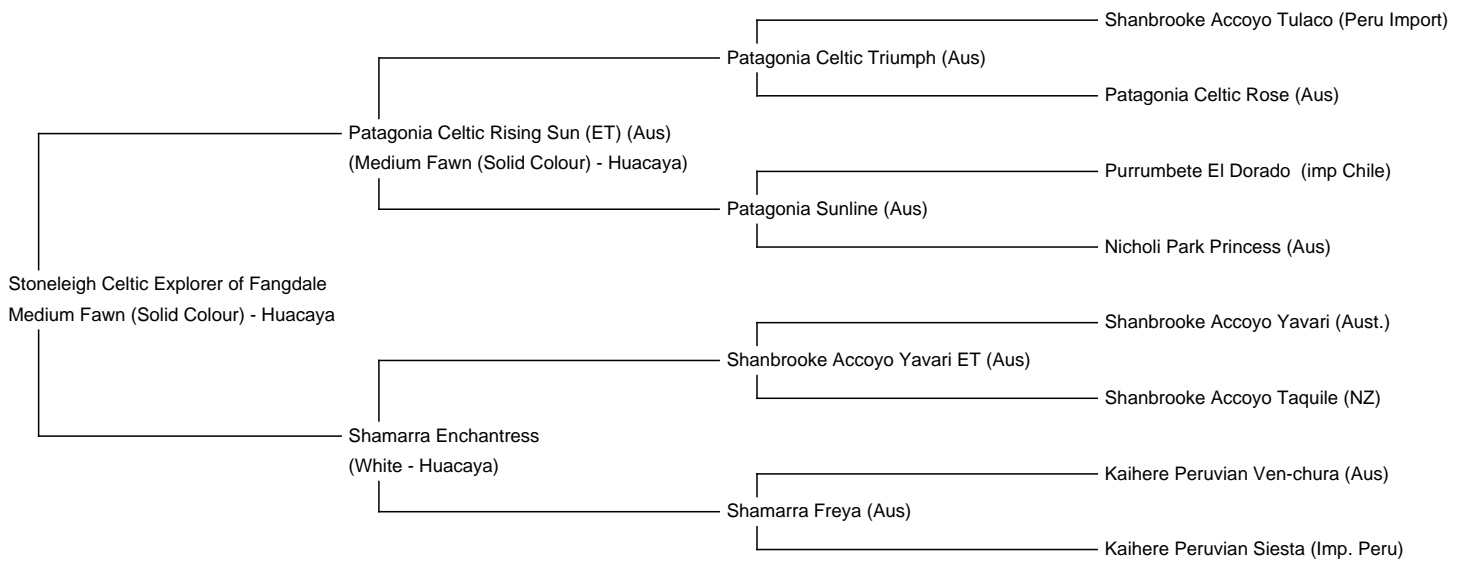 Shanbrooke Accoyo Tulaco (Peru Import)
Patagonia Celtic Triumph (Aus)
Patagonia Celtic Rose (Aus)
Patagonia Celtic Rising Sun (ET) (Aus)
(Medium Fawn (Solid Colour) - Huacaya)
Purrumbete El Dorado  (imp Chile)
Patagonia Sunline (Aus)
Nicholi Park Princess (Aus)
Stoneleigh Celtic Explorer of Fangdale
Medium Fawn (Solid Colour) - Huacaya
Shanbrooke Accoyo Yavari (Aust.)
Shanbrooke Accoyo Yavari ET (Aus)
Shanbrooke Accoyo Taquile (NZ)
Shamarra Enchantress
(White - Huacaya)
Kaihere Peruvian Ven-chura (Aus)
Shamarra Freya (Aus)
Kaihere Peruvian Siesta (Imp. Peru)